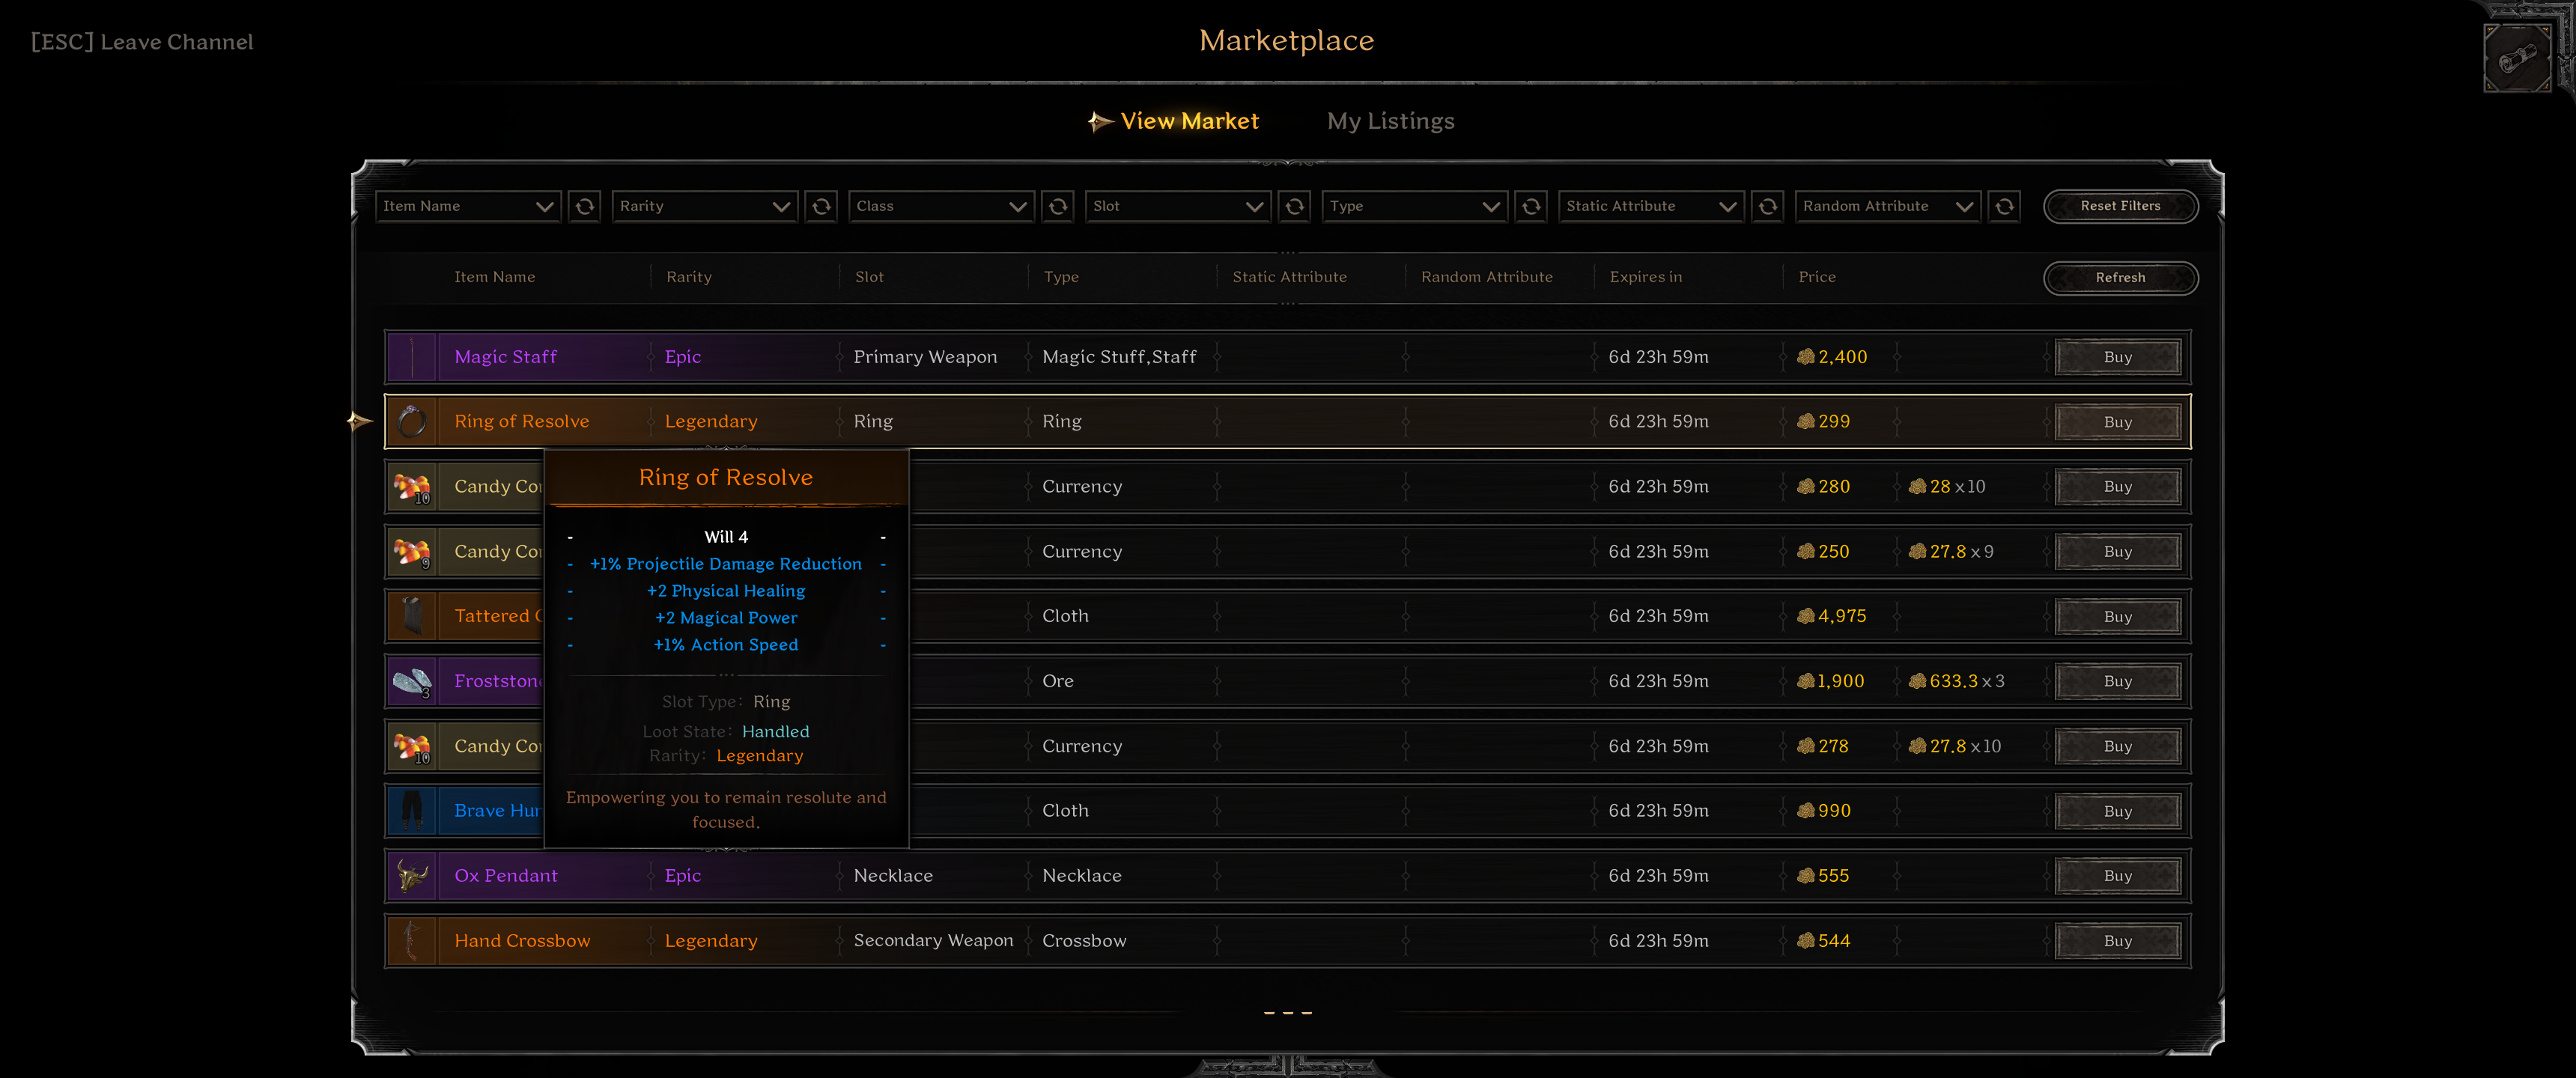 [ESC] Leave Channel
Marketplace
View Market My Listings
Item Name Rarity Class Slot Type Static Attribute Random Attribute Reset Filters
Item Name Rarity Slot Type Static Attribute Random Attribute Expires in Price Refresh
Magic Staff Epic Primary Weapon Magic Stuff,Staff 6d 23h 59m 2,400 Buy
Ring of Resolve Legendary Ring Ring 6d 23h 59m 299 Buy
10 Candy Currency 6d 23h 59m 280 28 x 10 Buy
9 Candy Currency 6d 23h 59m 250 27.8 x 9 Buy
Tattered Cloth 6d 23h 59m 4,975 Buy
3 Froststone Ore 6d 23h 59m 1,900 633.3 x 3 Buy
10 Candy Currency 6d 23h 59m 278 27.8 x 10 Buy
Brave Cloth 6d 23h 59m 990 Buy
Ox Pendant Epic Necklace Necklace 6d 23h 59m 555 Buy
Hand Crossbow Legendary Secondary Weapon Crossbow 6d 23h 59m 544 Buy
Ring of Resolve
- Will 4 -
- +1% Projectile Damage Reduction -
- +2 Physical Healing -
- +2 Magical Power -
- +1% Action Speed -
Slot Type: Ring
Loot State: Handled
Rarity: Legendary
Empowering you to remain resolute and
focused.